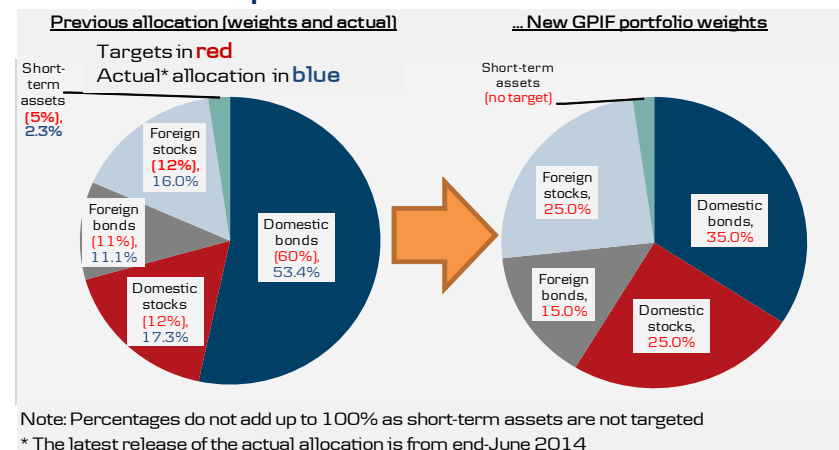 Previous allocation (weights and actual)
... New GPIF portfolio weights
Targets in red
Actual* allocation in blue
Short-
term
assets
(5%),
2.3%
Foreign
stocks
(12%),
16.0%
Foreign
bonds
(11%),
11.1%
Domestic
stocks
(12%),
17.3%
Domestic
bonds
(60%),
53.4%
Short-term
assets
(no target)
Foreign
stocks,
25.0%
Foreign
bonds,
15.0%
Domestic
stocks,
25.0%
Domestic
bonds,
35.0%
Note: Percentages do not add up to 100% as short-term assets are not targeted
* The latest release of the actual allocation is from end-June 2014